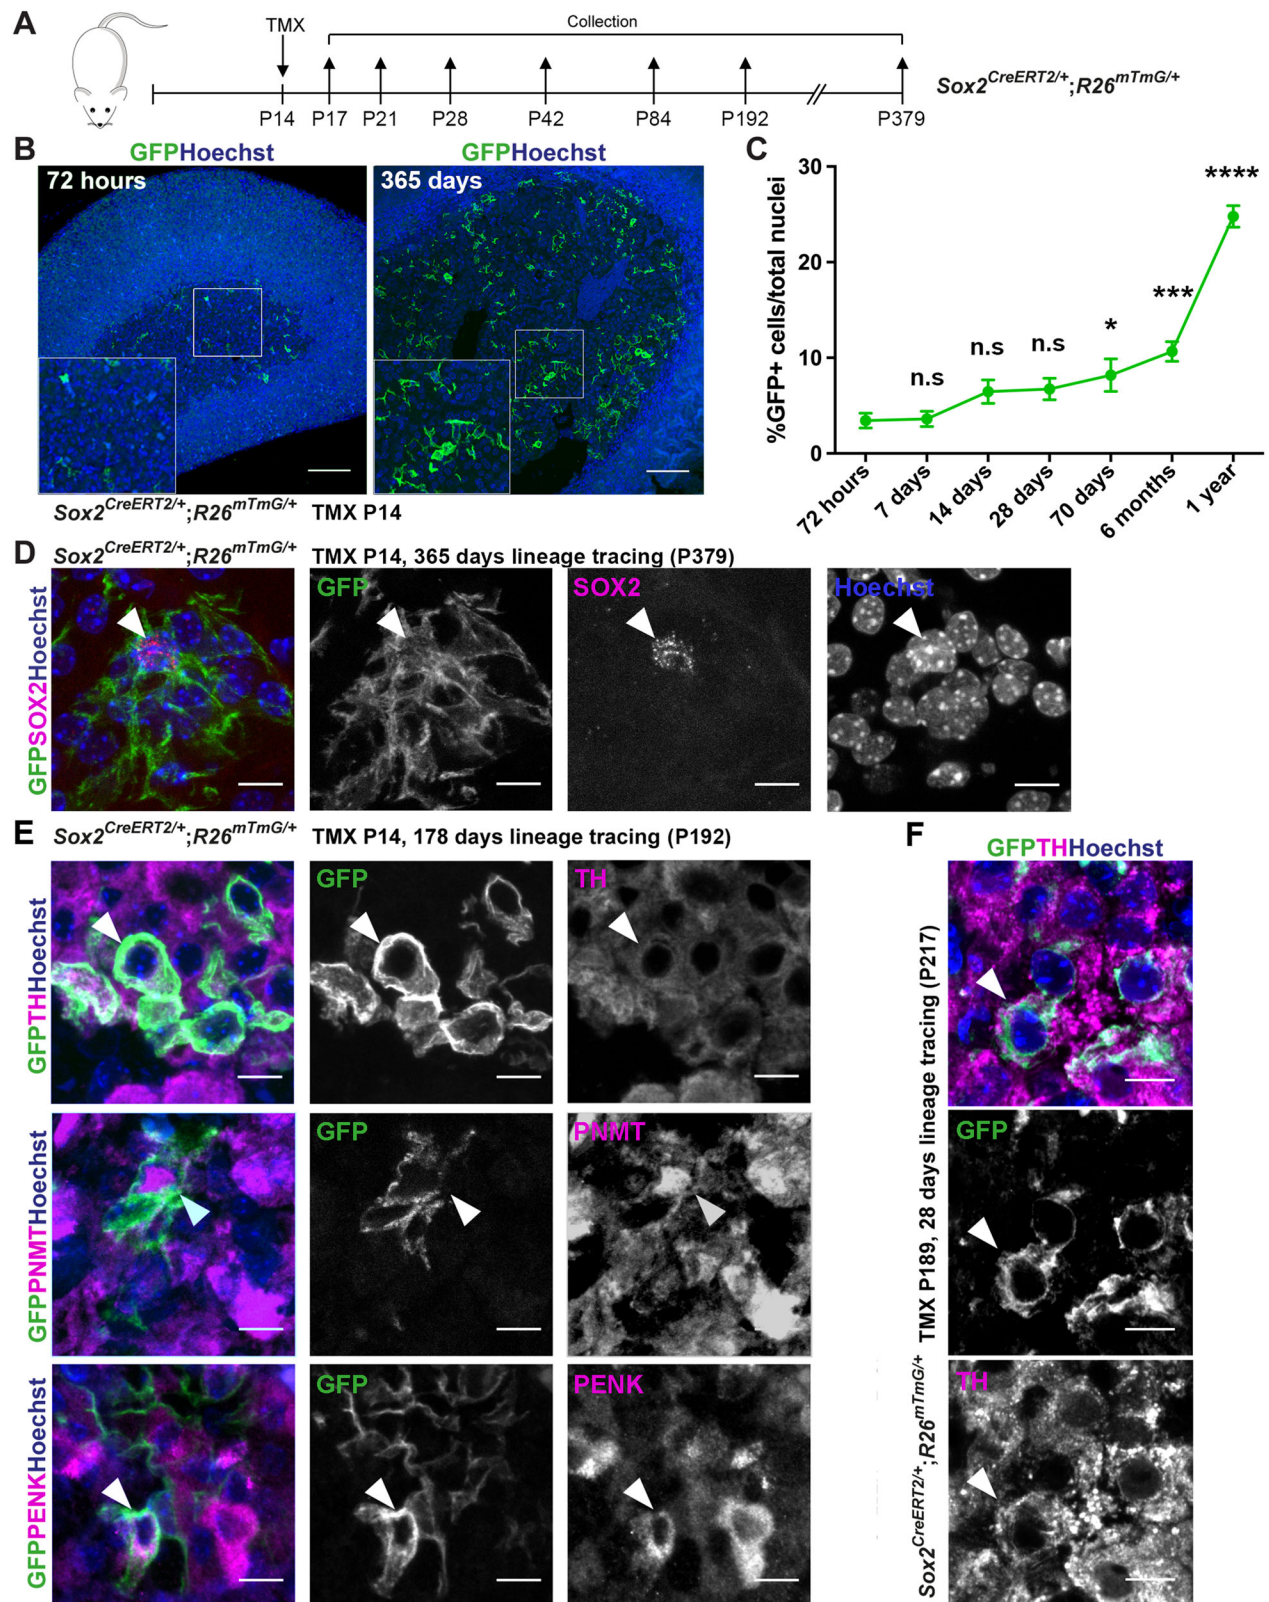 A
TMX
Collection
P14 P17 P21 P28 P42 P84 P192 P379
Sox2CreERT2/+;R26mTmG/+
B
GFPHoechst
72 hours
GFPHoechst
365 days
Sox2CreERT2/+;R26mTmG/+ TMX P14
C
%GFP+ cells/total nuclei
30
20
10
0
n.s
n.s
n.s
*
***
****
72 hours
7 days
14 days
28 days
70 days
6 months
1 year
D
Sox2CreERT2/+;R26mTmG/+ TMX P14, 365 days lineage tracing (P379)
GFPSOX2Hoechst
GFP
SOX2
Hoechst
E
Sox2CreERT2/+;R26mTmG/+ TMX P14, 178 days lineage tracing (P192)
GFPTHHoechst
GFP
TH
GFPPNMTHoechst
GFP
PNMT
GFPPENKHoechst
GFP
PENK
F
GFPTHHoechst
Sox2CreERT2/+;R26mTmG/+ TMX P189, 28 days lineage tracing (P217)
GFP
TH